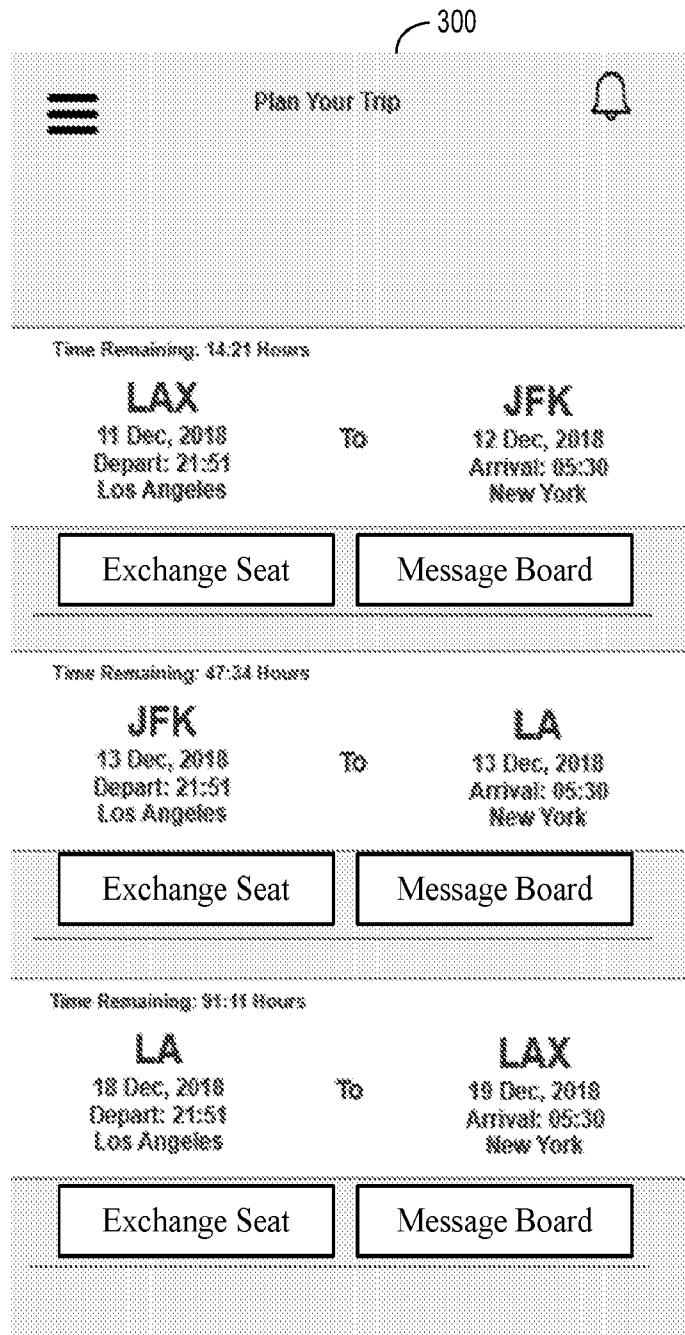 300
Plan Your Trip
Time Remaining: 14:21 Hours
LAX
JFK
11 Dec, 2018
To
12 Dec, 2018
Depart: 21:51
Arrival: 05:30
Los Angeles
New York
Exchange Seat
Message Board
Time Remaining: 47:34 Hours
JFK
LA
13 Dec, 2018
To
13 Dec, 2018
Depart: 21:51
Arrival: 05:30
Los Angeles
New York
Exchange Seat
Message Board
Time Remaining: 91:11 Hours
LA
LAX
18 Dec, 2018
To
19 Dec, 2018
Depart: 21:51
Arrival: 05:30
Los Angeles
New York
Exchange Seat
Message Board